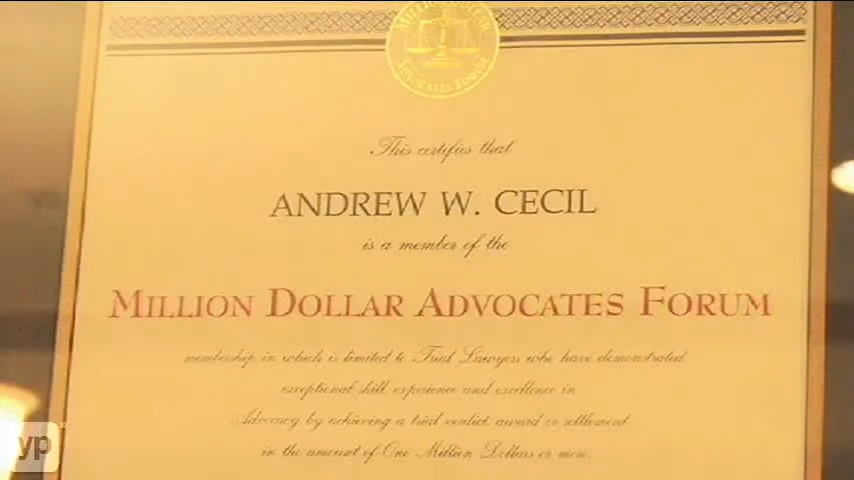 MILLION DOLLAR
ADVOCATES FORUM
This certifies that
ANDREW W. CECIL
is a member of the
MILLION DOLLAR ADVOCATES FORUM
membership in which is limited to Trial Lawyers who have demonstrated
exceptional skill, experience and excellence in
Advocacy by achieving a trial verdict, award or settlement
in the amount of One Million Dollars or more.
yp